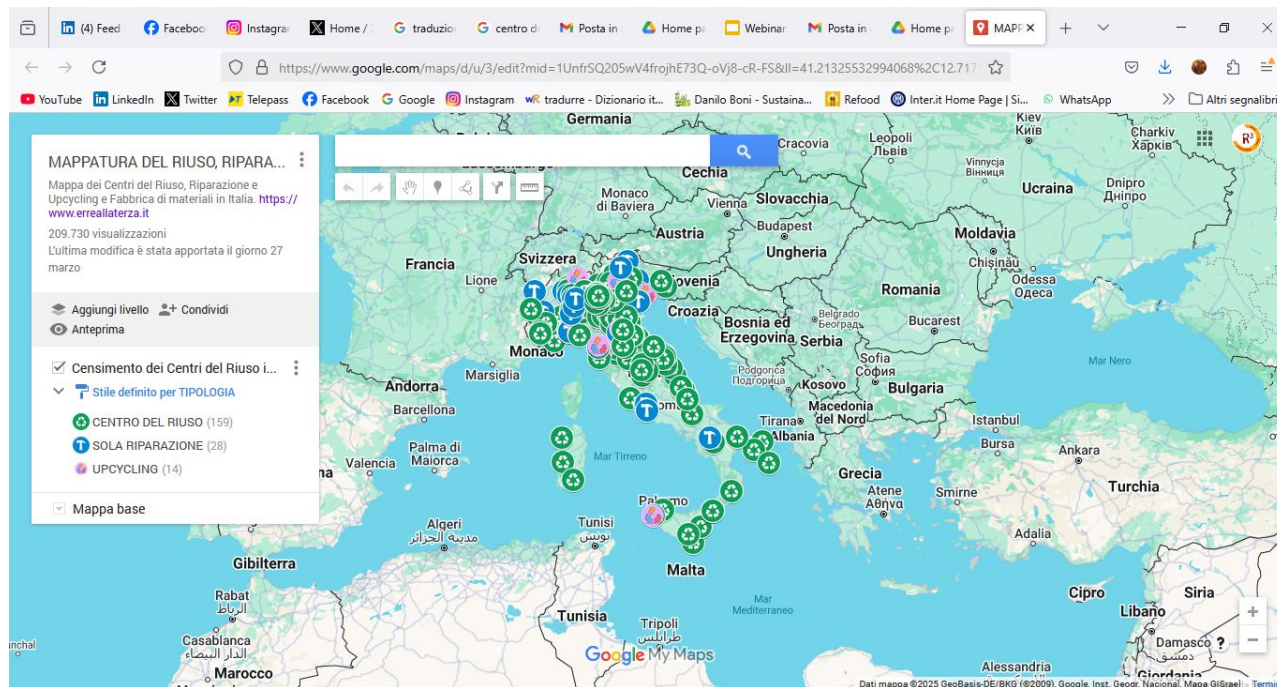 (4) Feed
Faceboo
Instagrar
Home /
traduzior
centro d
Posta in
Home pa
Webinar
Posta in
Home p
MAPP
https://www.google.com/maps/d/u/3/edit?mid=1UnfrSQ205wV4frojhE73Q-oVj8-cR-FS&ll=41.21325532994068%2C12.717
YouTube
LinkedIn
Twitter
Telepass
Facebook
Google
Instagram
tradurre - Dizionario it...
Danilo Boni - Sustaina...
Refood
Inter.it Home Page | Si...
WhatsApp
Altri segnalibri
MAPPATURA DEL RIUSO, RIPARA...
Mappa dei Centri del Riuso, Riparazione e
Upcycling e Fabbrica di materiali in Italia. https://
www.erreallaterza.it
209.730 visualizzazioni
L'ultima modifica è stata apportata il giorno 27
marzo
Aggiungi livello
Condividi
Anteprima
Censimento dei Centri del Riuso i...
Stile definito per TIPOLOGIA
CENTRO DEL RIUSO (159)
SOLA RIPARAZIONE (28)
UPCYCLING (14)
Mappa base
Germania
Cracovia
Leopoli
Львів
Kiev
Київ
Charkiv
Харків
R³
Cechia
Vinnycja
Вінниця
Ucraina
Dnipro
Дніпро
Monaco
di Baviera
Vienna
Slovacchia
Austria
Budapest
Ungheria
Moldavia
Chișinău
Odessa
Одеса
Francia
Svizzera
Lione
Slovenia
Croazia
Romania
Bosnia ed
Erzegovina
Belgrado
Београд
Serbia
Bucarest
Monaco
Marsiglia
Podgorica
Подгорица
Kosovo
Sofia
София
Bulgaria
Mar Nero
Andorra
Barcellona
Macedonia
del Nord
Tirana
Albania
Istanbul
Bursa
Ankara
Valencia
Palma di
Maiorca
Mar Tirreno
Grecia
Atene
Αθήνα
Smirne
Turchia
Palermo
Adalia
Algeri
مدينة الجزائر
Tunisi
تونس
Gibilterra
Malta
Rabat
الرباط
Mar
Mediterraneo
Cipro
Siria
Libano
Tunisia
Tripoli
طرابلس
Casablanca
الدار البيضاء
Damasco
دمشق
Google My Maps
Marocco
Alessandria
Giordania
Dati mappa ©2025 GeoBasis-DE/BKG (©2009), Google, Inst. Geogr. Nacional, Mapa GISrael
Termi